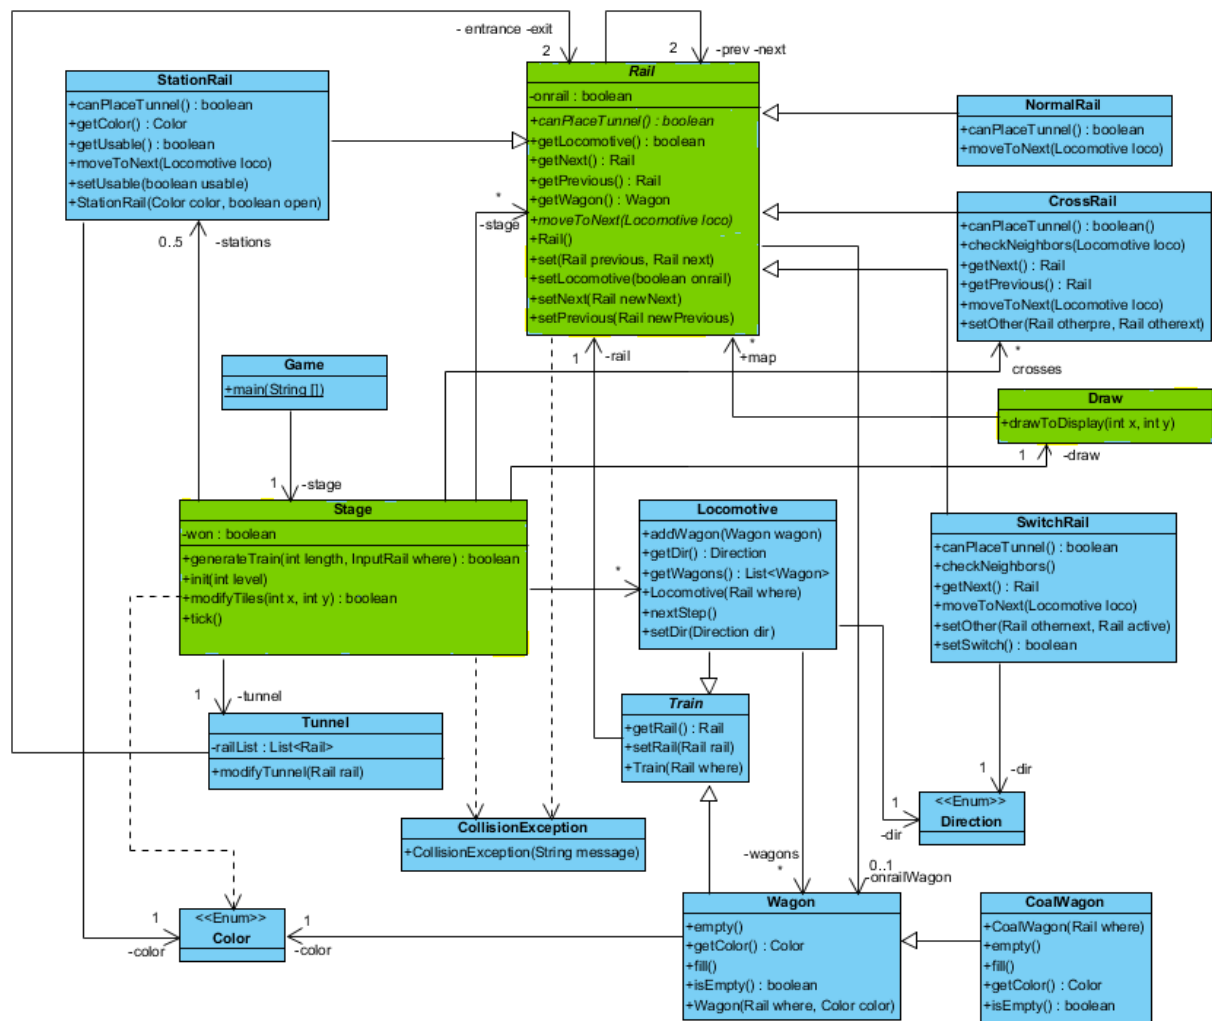 - entrance -exit
2
2
-prev -next
StationRail
+canPlaceTunnel() : boolean
+getColor() : Color
+getUsable() : boolean
+moveToNext(Locomotive loco)
+setUsable(boolean usable)
+StationRail(Color color, boolean open)
Rail
-onrail : boolean
+canPlaceTunnel() : boolean
+getLocomotive() : boolean
+getNext() : Rail
+getPrevious() : Rail
+getWagon() : Wagon
+moveToNext(Locomotive loco)
+Rail()
+set(Rail previous, Rail next)
+setLocomotive(boolean onrail)
+setNext(Rail newNext)
+setPrevious(Rail newPrevious)
NormalRail
+canPlaceTunnel() : boolean
+moveToNext(Locomotive loco)
CrossRail
+canPlaceTunnel() : boolean()
+checkNeighbors(Locomotive loco)
+getNext() : Rail
+getPrevious() : Rail
+moveToNext(Locomotive loco)
+setOther(Rail otherpre, Rail otherext)
*
-stage
0..5
-stations
1
-rail
*
+map
*
crosses
Game
+main(String [])
Draw
+drawToDisplay(int x, int y)
1
-draw
1
-stage
Stage
-won : boolean
+generateTrain(int length, InputRail where) : boolean
+init(int level)
+modifyTiles(int x, int y) : boolean
+tick()
*
Locomotive
+addWagon(Wagon wagon)
+getDir() : Direction
+getWagons() : List<Wagon>
+Locomotive(Rail where)
+nextStep()
+setDir(Direction dir)
SwitchRail
+canPlaceTunnel() : boolean
+checkNeighbors()
+getNext() : Rail
+moveToNext(Locomotive loco)
+setOther(Rail othernext, Rail active)
+setSwitch() : boolean
1
-tunnel
Tunnel
-railList : List<Rail>
+modifyTunnel(Rail rail)
Train
+getRail() : Rail
+setRail(Rail rail)
+Train(Rail where)
1
-dir
1
-dir
<<Enum>>
Direction
CollisionException
+CollisionException(String message)
-wagons
*
0..1
-onrailWagon
1
-color
<<Enum>>
Color
1
-color
Wagon
+empty()
+getColor() : Color
+fill()
+isEmpty() : boolean
+Wagon(Rail where, Color color)
CoalWagon
+CoalWagon(Rail where)
+empty()
+fill()
+getColor() : Color
+isEmpty() : boolean